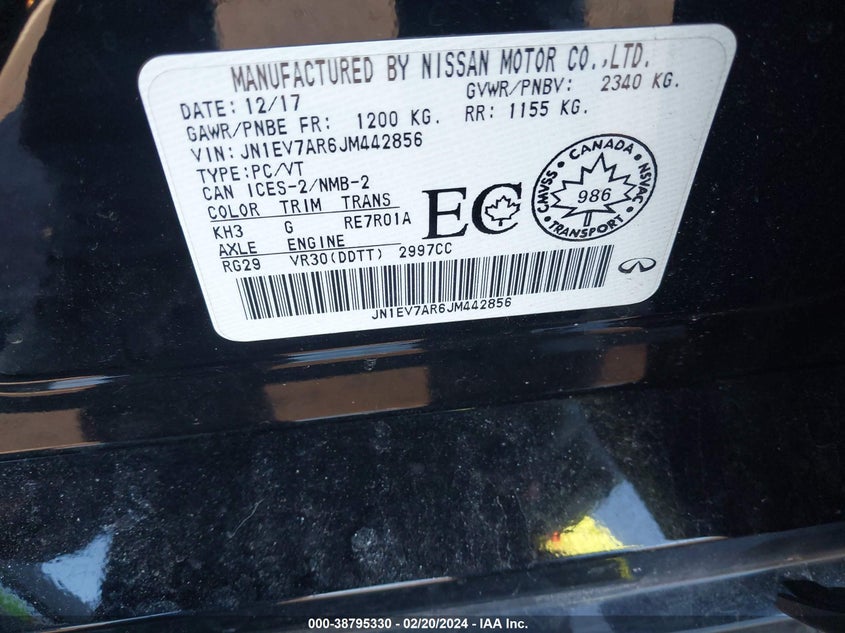 MANUFACTURED BY NISSAN MOTOR CO.,LTD.
DATE: 12/17 GVWR/PNBV: 2340 KG.
GAWR/PNBE FR: 1200 KG. RR: 1155 KG.
VIN: JN1EV7AR6JM442856
TYPE:PC/VT
CAN ICES-2/NMB-2
COLOR TRIM TRANS
KH3 G RE7R01A
AXLE ENGINE
RG29 VR30(DDTT) 2997CC
EC
CANADA
CMVSS NSVAC
986
TRANSPORT
JN1EV7AR6JM442856
000-38795330 - 02/20/2024 - IAA Inc.